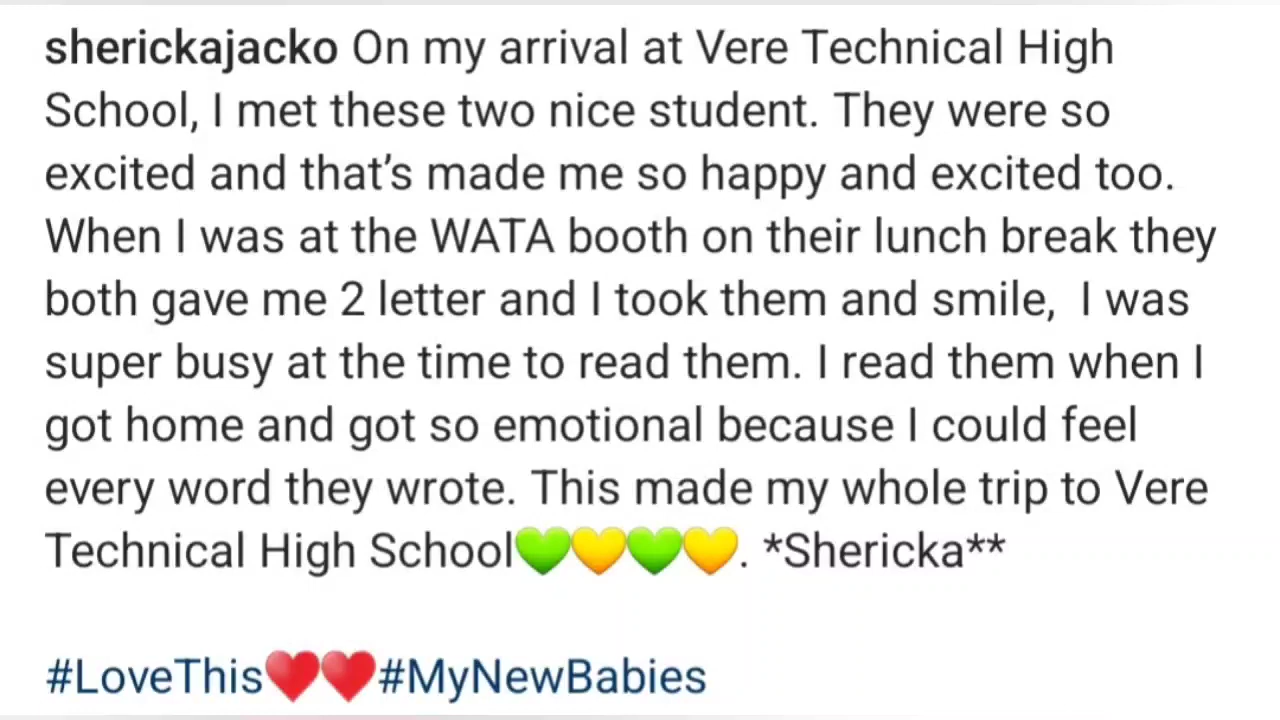 sherickajacko On my arrival at Vere Technical High
School, I met these two nice student. They were so
excited and that’s made me so happy and excited too.
When I was at the WATA booth on their lunch break they
both gave me 2 letter and I took them and smile,  I was
super busy at the time to read them. I read them when I
got home and got so emotional because I could feel
every word they wrote. This made my whole trip to Vere
Technical High School💚💛💚💛. *Shericka**
#LoveThis♥️♥️#MyNewBabies